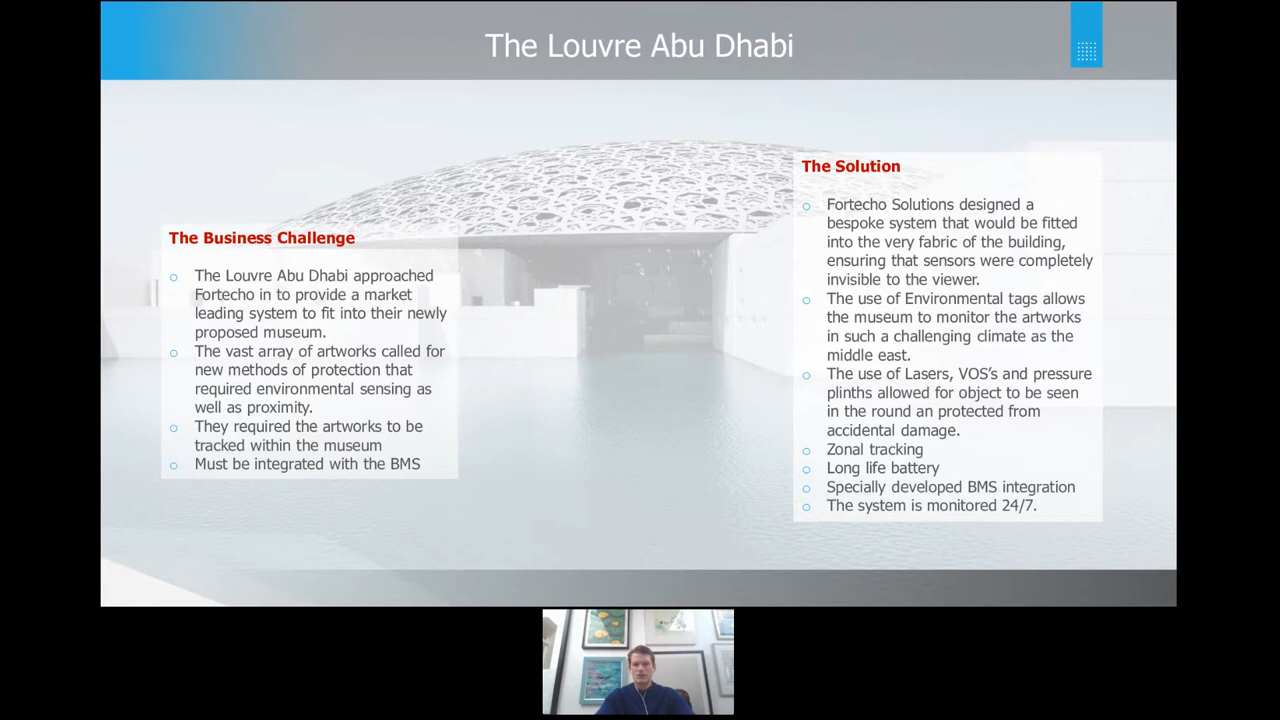 The Louvre Abu Dhabi
The Business Challenge
The Louvre Abu Dhabi approached
Fortecho in to provide a market
leading system to fit into their newly
proposed museum.
The vast array of artworks called for
new methods of protection that
required environmental sensing as
well as proximity.
They required the artworks to be
tracked within the museum
Must be integrated with the BMS
The Solution
Fortecho Solutions designed a
bespoke system that would be fitted
into the very fabric of the building,
ensuring that sensors were completely
invisible to the viewer.
The use of Environmental tags allows
the museum to monitor the artworks
in such a challenging climate as the
middle east.
The use of Lasers, VOS’s and pressure
plinths allowed for object to be seen
in the round an protected from
accidental damage.
Zonal tracking
Long life battery
Specially developed BMS integration
The system is monitored 24/7.